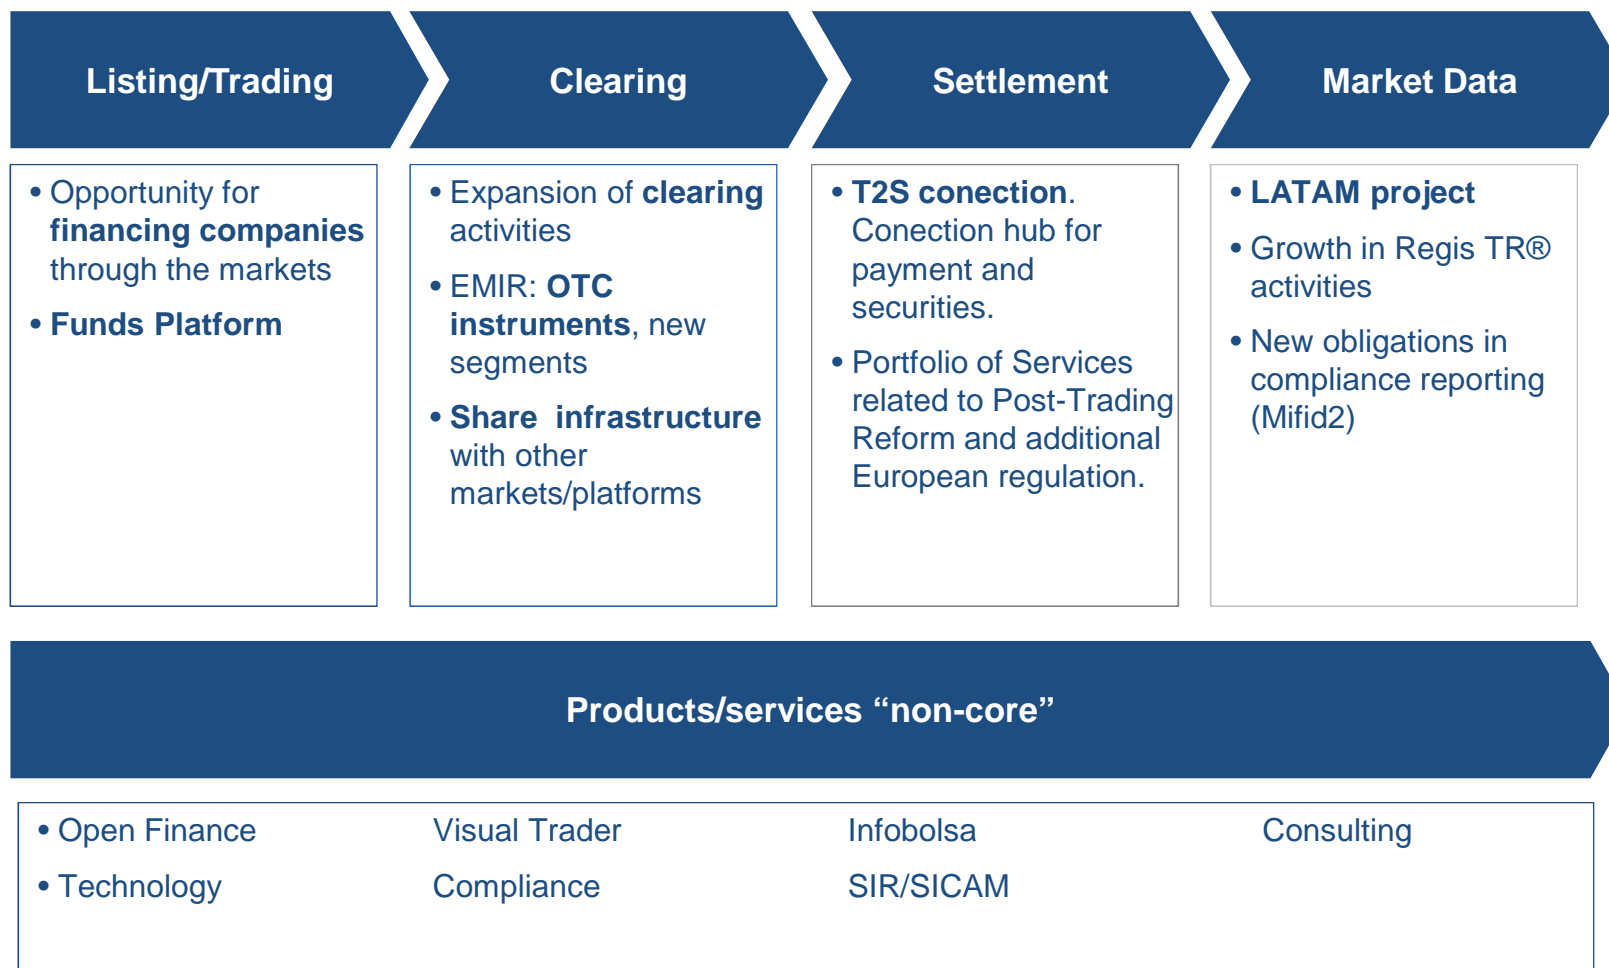 Listing/Trading
Clearing
Settlement
Market Data
• Opportunity for
financing companies
through the markets
• Funds Platform
• Expansion of clearing
activities
• EMIR: OTC
instruments, new
segments
• Share  infrastructure
with other
markets/platforms
• T2S conection.
Conection hub for
payment and
securities.
• Portfolio of Services
related to Post-Trading
Reform and additional
European regulation.
• LATAM project
• Growth in Regis TR®
activities
• New obligations in
compliance reporting
(Mifid2)
Products/services “non-core”
• Open Finance Visual Trader Infobolsa Consulting
• Technology Compliance SIR/SICAM